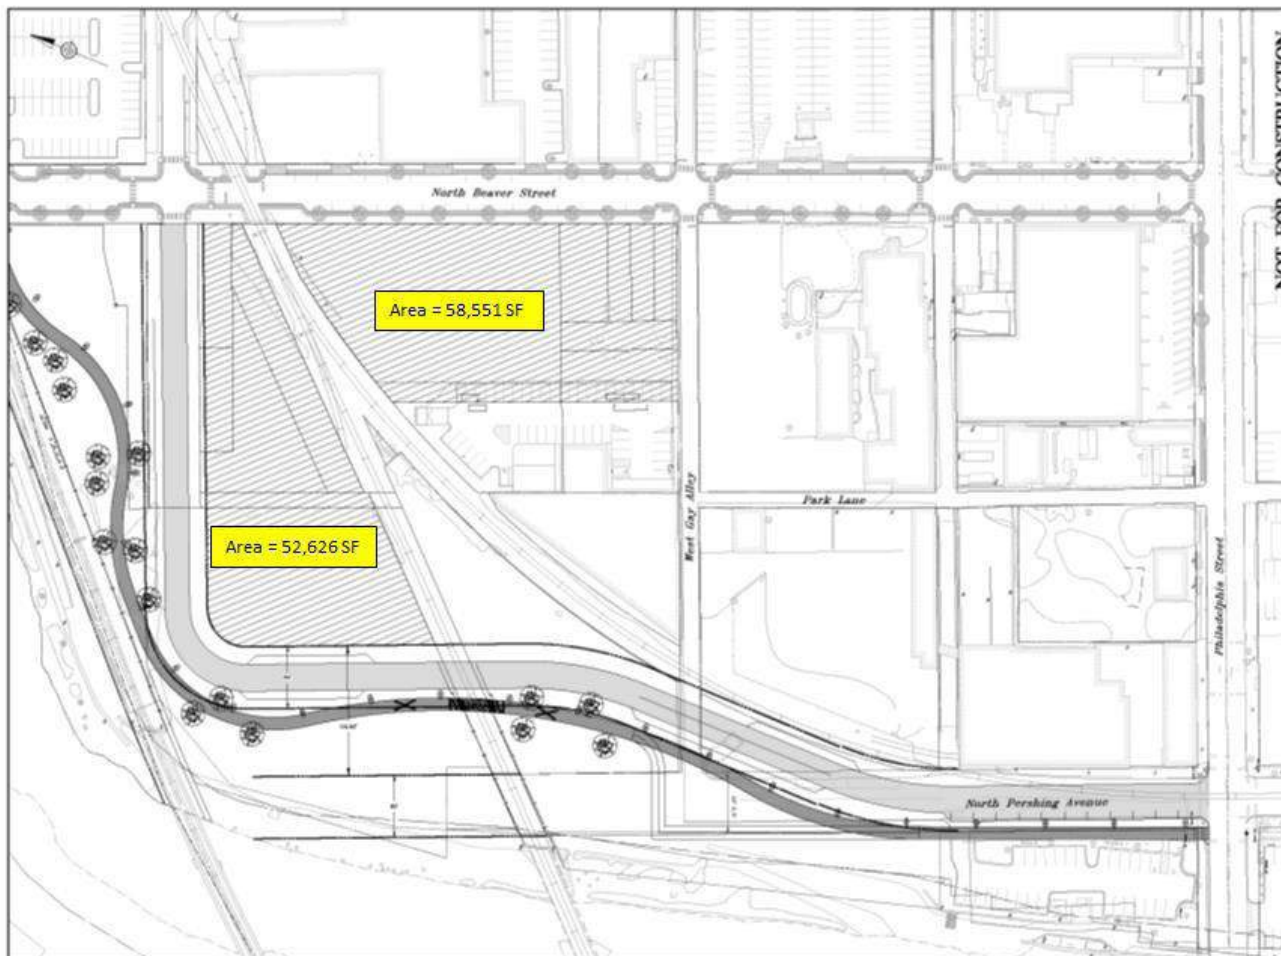 NOT FOR CONSTRUCTION
North Beaver Street
Area = 58,551 SF
West Gay Alley
Park Lane
Area = 52,626 SF
Philadelphia Street
North Pershing Avenue